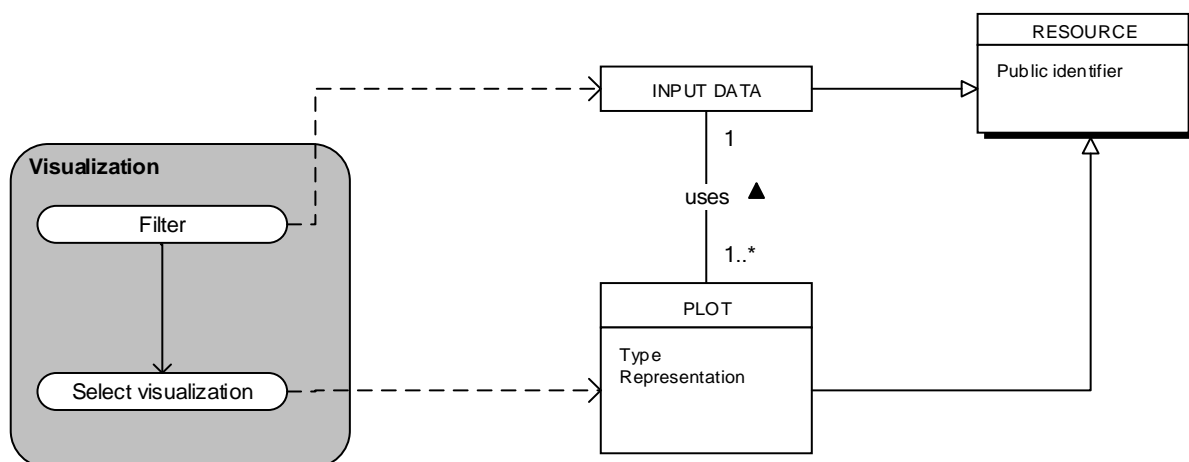 RESOURCE
Public identifier
INPUT DATA
1
uses
1..*
Visualization
Filter
Select visualization
PLOT
Type
Representation